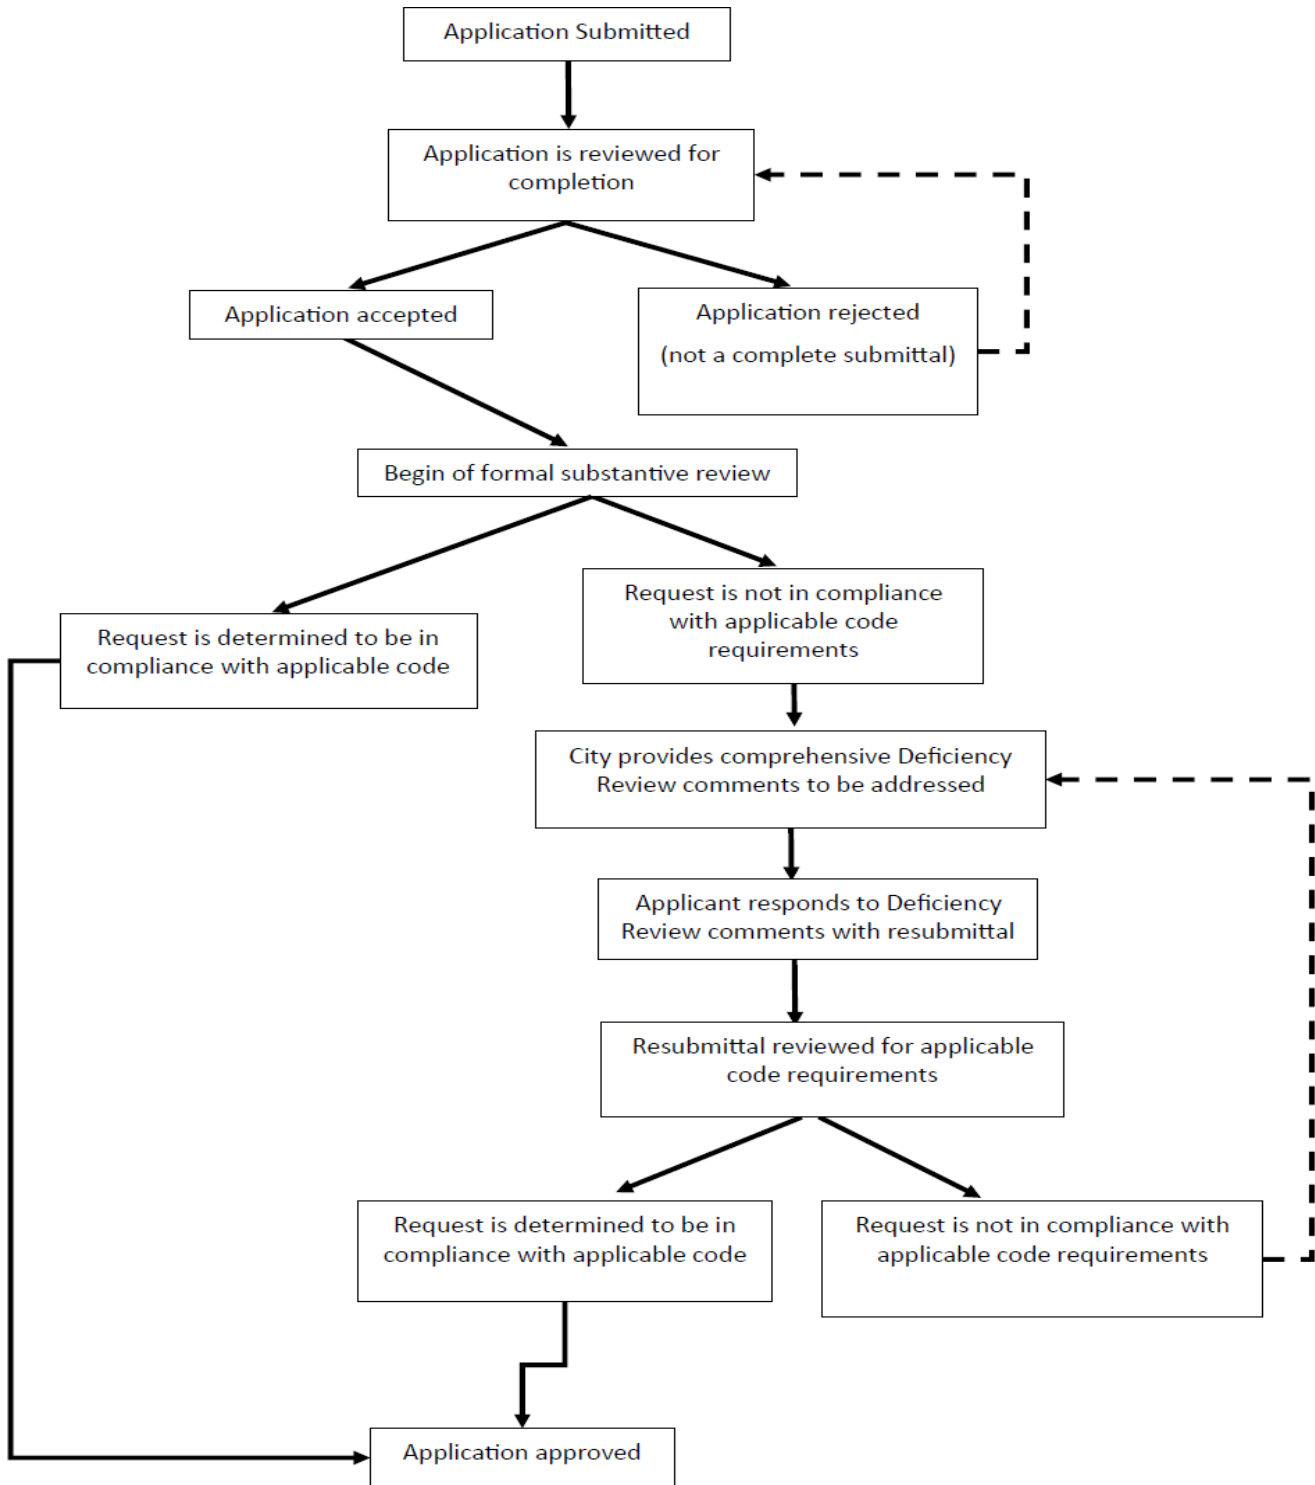 Application Submitted
Application is reviewed for
completion
Application accepted
Application rejected
(not a complete submittal)
Begin of formal substantive review
Request is determined to be in
compliance with applicable code
Request is not in compliance
with applicable code
requirements
City provides comprehensive Deficiency
Review comments to be addressed
Applicant responds to Deficiency
Review comments with resubmittal
Resubmittal reviewed for applicable
code requirements
Request is determined to be in
compliance with applicable code
Request is not in compliance with
applicable code requirements
Application approved